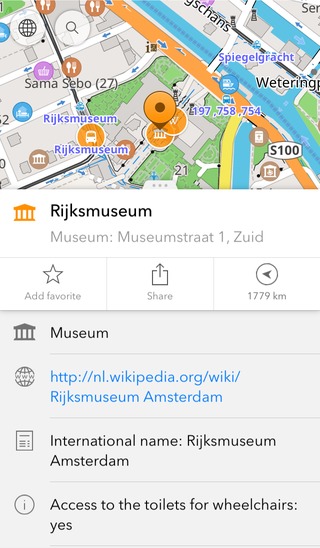 gschans
Ser
Spiegelgracht
Sama Sebo (27)
Weteringp
197 ,758 ,754
Rijksmuseum
W
S100
Rijksmuseum
21
Rijksmuseum
Museum: Museumstraat 1, Zuid
Add favorite
Share
1779 km
Museum
http://nl.wikipedia.org/wiki/
Rijksmuseum Amsterdam
International name: Rijksmuseum
Amsterdam
Access to the toilets for wheelchairs:
yes